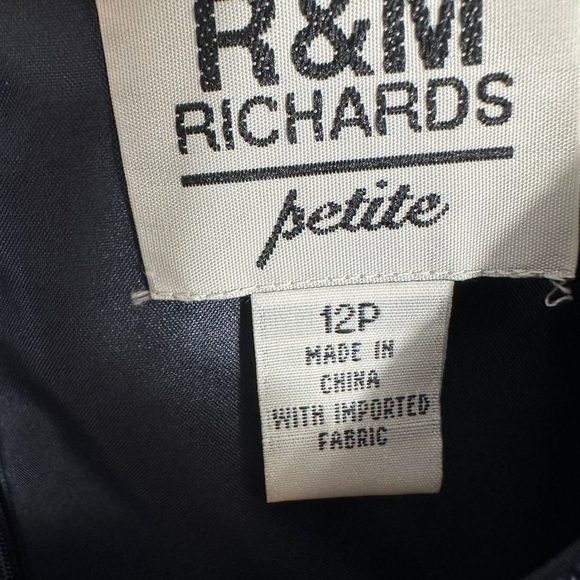 R&M
RICHARDS
petite
12P
MADE IN
CHINA
WITH IMPORTED
FABRIC